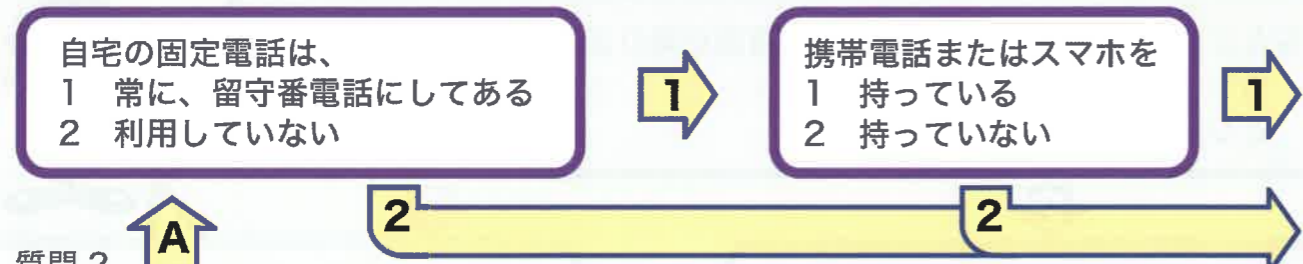 自宅の固定電話は、
1　常に、留守番電話にしてある
2　利用していない
1
携帯電話またはスマホを
1　持っている
2　持っていない
1
2
2
A
質問2